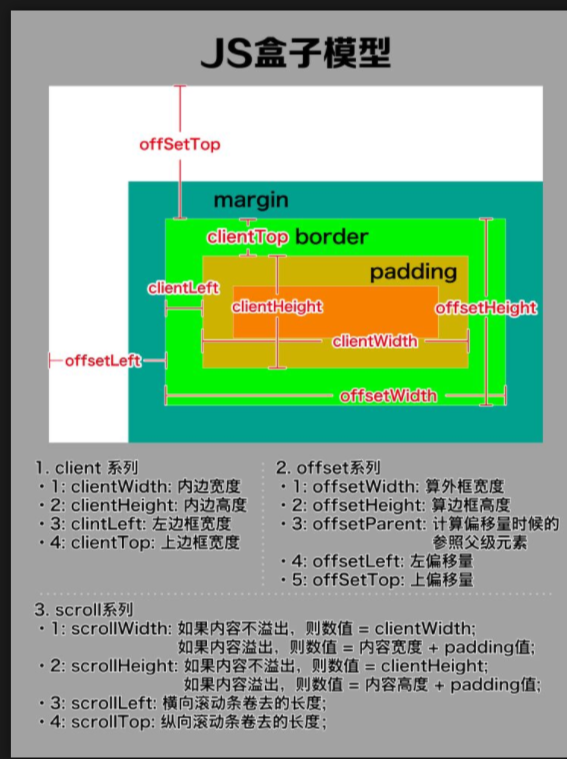 JS盒子模型
offSetTop
margin
clientTop border
padding
clientLeft
clientHeight
offsetHeight
clientWidth
offsetLeft
offsetWidth
1. client 系列
·1: clientWidth: 内边宽度
·2: clientHeight: 内边高度
·3: clintLeft: 左边框宽度
·4: clientTop: 上边框宽度
2. offset系列
·1: offsetWidth: 算外框宽度
·2: offsetHeight: 算边框高度
·3: offsetParent: 计算偏移量时候的
参照父级元素
·4: offsetLeft: 左偏移量
·5: offSetTop: 上偏移量
3. scroll系列
·1: scrollWidth: 如果内容不溢出，则数值 = clientWidth;
如果内容溢出，则数值 = 内容宽度 + padding值;
·2: scrollHeight: 如果内容不溢出，则数值 = clientHeight;
如果内容溢出，则数值 = 内容高度 + padding值;
·3: scrollLeft: 横向滚动条卷去的长度;
·4: scrollTop: 纵向滚动条卷去的长度;